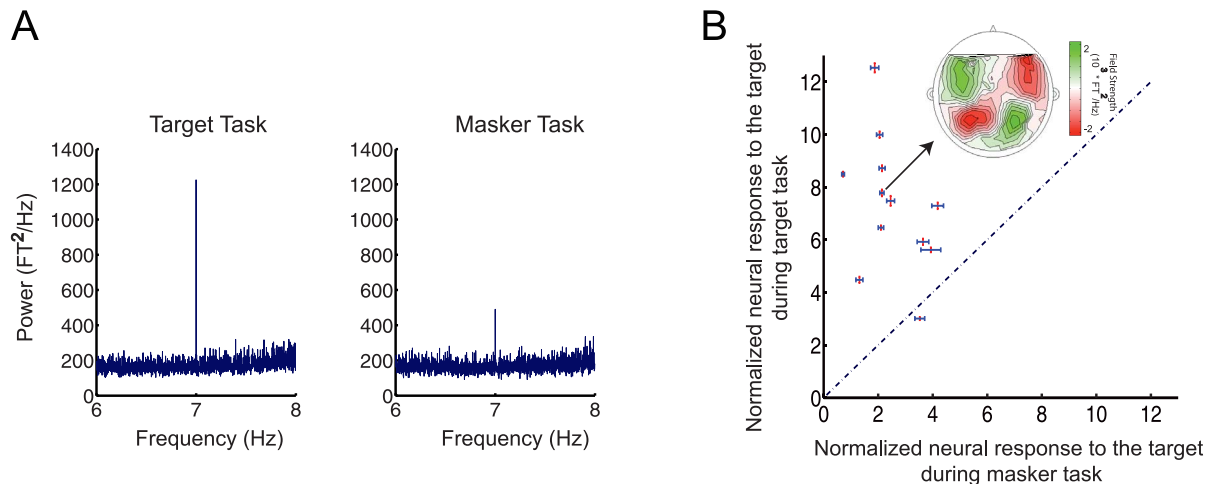 A
Target Task
1400
1200
1000
800
600
400
200
0
6
7
8
Frequency (Hz)
Power (FT²/Hz)
Masker Task
1400
1200
1000
800
600
400
200
0
6
7
8
Frequency (Hz)
B
Normalized neural response to the target
during target task
12
10
8
6
4
2
0
0
2
4
6
8
10
12
Normalized neural response to the target
during masker task
2
-2
Field Strength
(10³ * FT²/Hz)